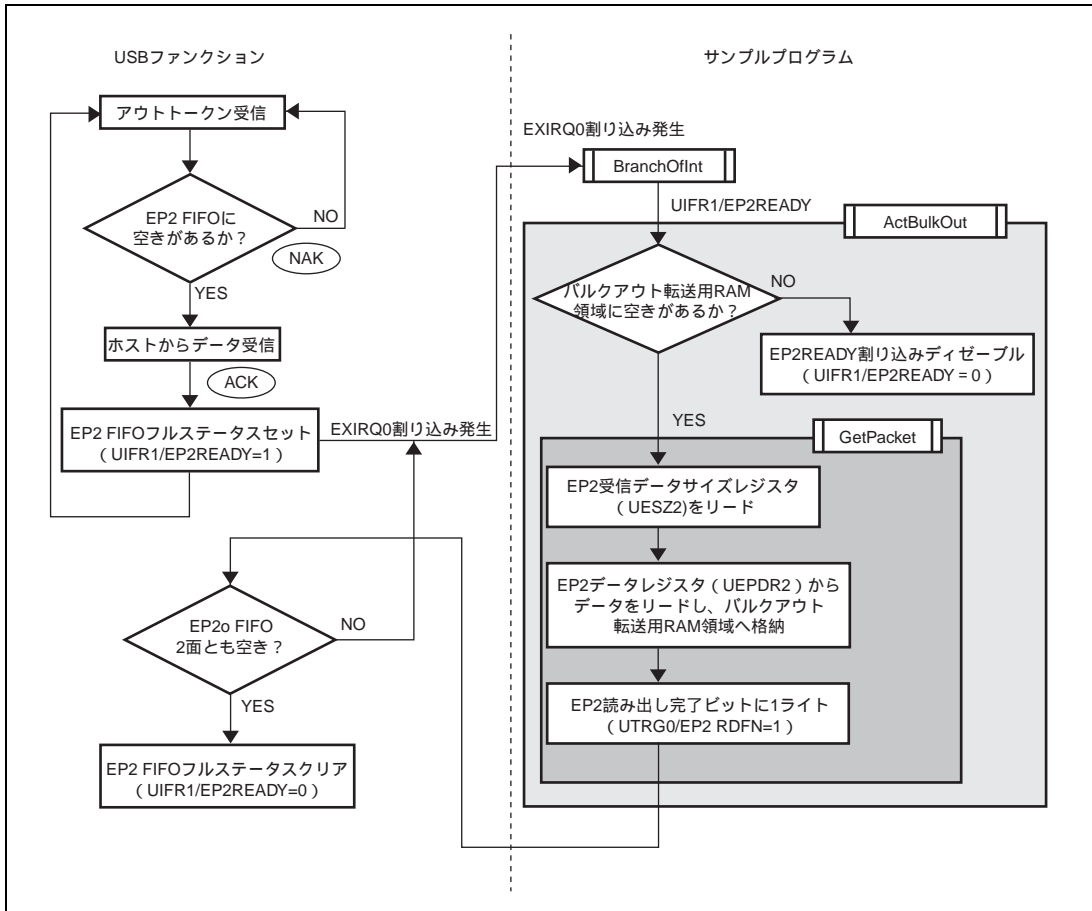 USBファンクション
アウトトークン受信
EP2 FIFOに
空きがあるか？
NO
NAK
YES
ホストからデータ受信
ACK
EP2 FIFOフルステータスセット
（UIFR1/EP2READY=1）
EXIRQ0割り込み発生
EP2o FIFO
2面とも空き？
NO
YES
EP2 FIFOフルステータスクリア
（UIFR1/EP2READY=0）
サンプルプログラム
EXIRQ0割り込み発生
BranchOfInt
UIFR1/EP2READY
ActBulkOut
バルクアウト転送用RAM
領域に空きがあるか？
NO
EP2READY割り込みディゼーブル
（UIFR1/EP2READY = 0）
YES
GetPacket
EP2受信データサイズレジスタ
（UESZ2)をリード
EP2データレジスタ（UEPDR2）から
データをリードし、バルクアウト
転送用RAM領域へ格納
EP2読み出し完了ビットに1ライト
（UTRG0/EP2 RDFN=1）